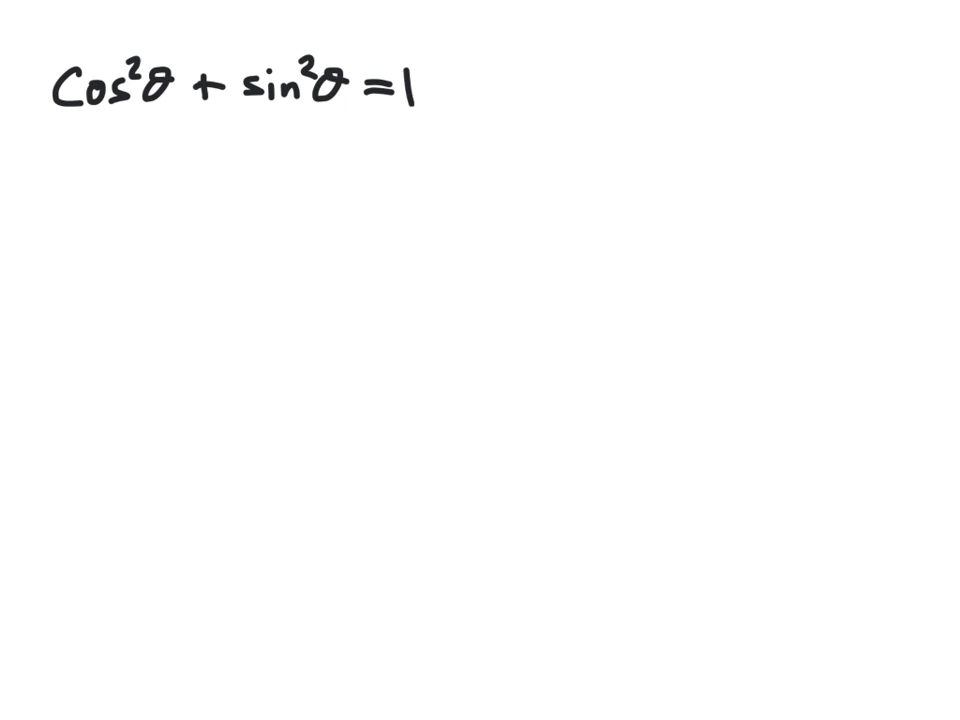 Cos²θ + sin²θ = 1